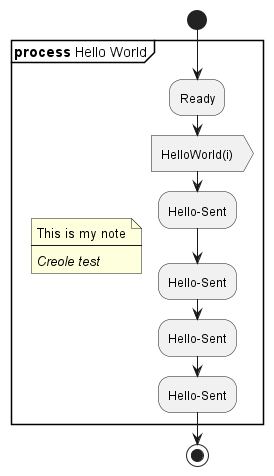 process Hello World
Ready
HelloWorld(i)
Hello-Sent
This is my note
Creole test
Hello-Sent
Hello-Sent
Hello-Sent